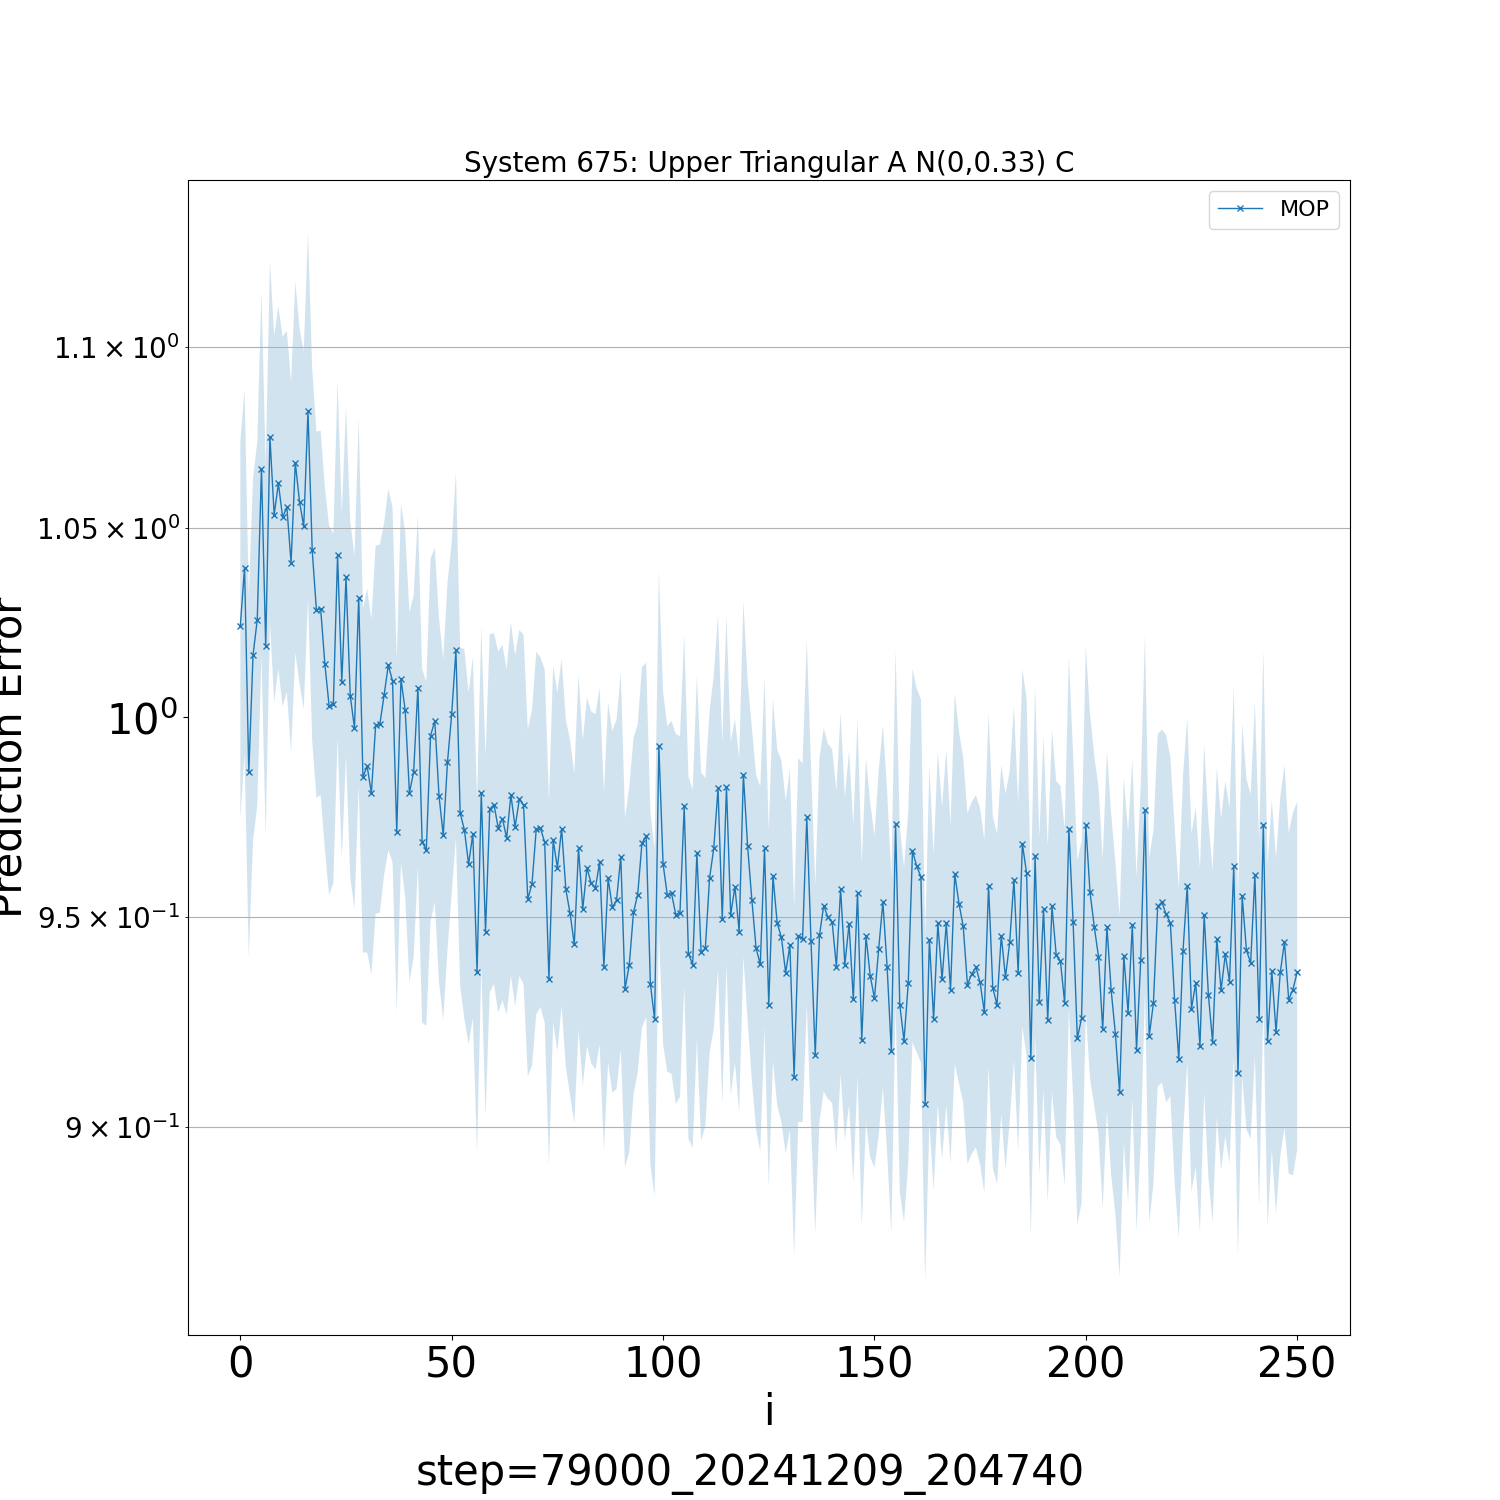 System 675: Upper Triangular A N(0,0.33) C
MOP
1.1 × 10⁰
1.05 × 10⁰
10⁰
9.5 × 10⁻¹
9 × 10⁻¹
Prediction Error
0 50 100 150 200 250
i
step=79000_20241209_204740